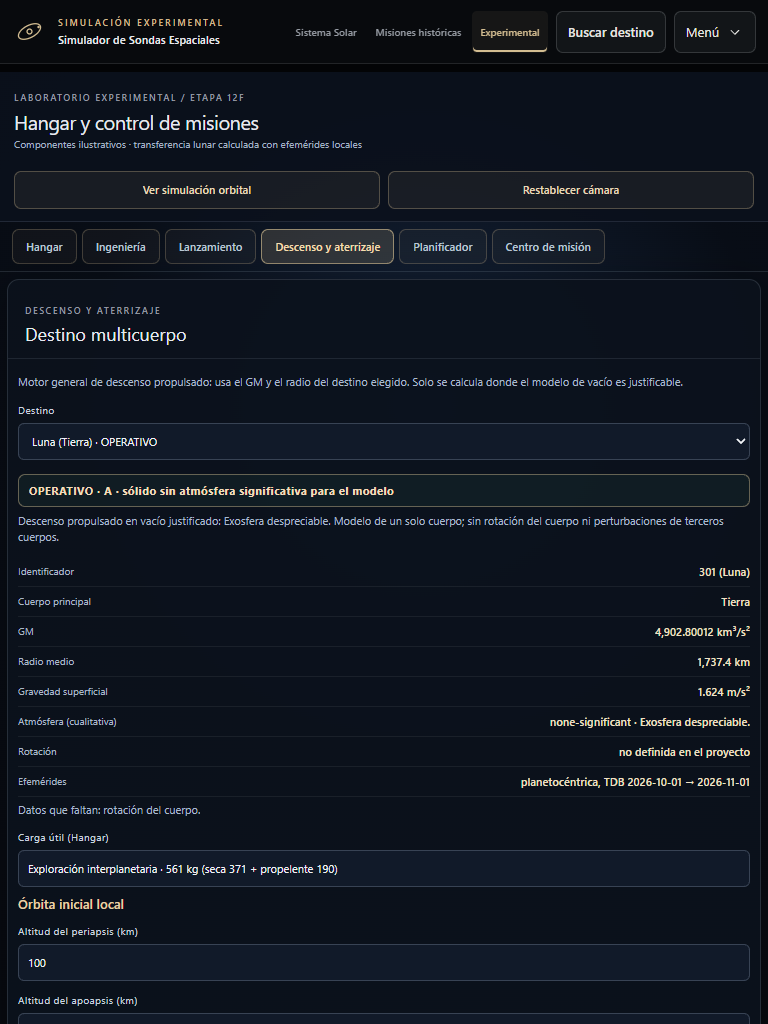 SIMULACIÓN EXPERIMENTAL
Simulador de Sondas Espaciales
Sistema Solar
Misiones históricas
Experimental
Buscar destino
Menú
LABORATORIO EXPERIMENTAL / ETAPA 12F
Hangar y control de misiones
Componentes ilustrativos · transferencia lunar calculada con efemérides locales
Ver simulación orbital
Restablecer cámara
Hangar
Ingeniería
Lanzamiento
Descenso y aterrizaje
Planificador
Centro de misión
DESCENSO Y ATERRIZAJE
Destino multicuerpo
Motor general de descenso propulsado: usa el GM y el radio del destino elegido. Solo se calcula donde el modelo de vacío es justificable.
Destino
Luna (Tierra) · OPERATIVO
OPERATIVO · A · sólido sin atmósfera significativa para el modelo
Descenso propulsado en vacío justificado: Exosfera despreciable. Modelo de un solo cuerpo; sin rotación del cuerpo ni perturbaciones de terceros
cuerpos.
Identificador 301 (Luna)
Cuerpo principal Tierra
GM 4,902.80012 km³/s²
Radio medio 1,737.4 km
Gravedad superficial 1.624 m/s²
Atmósfera (cualitativa) none-significant · Exosfera despreciable.
Rotación no definida en el proyecto
Efemérides planetocéntrica, TDB 2026-10-01 → 2026-11-01
Datos que faltan: rotación del cuerpo.
Carga útil (Hangar)
Exploración interplanetaria · 561 kg (seca 371 + propelente 190)
Órbita inicial local
Altitud del periapsis (km)
100
Altitud del apoapsis (km)